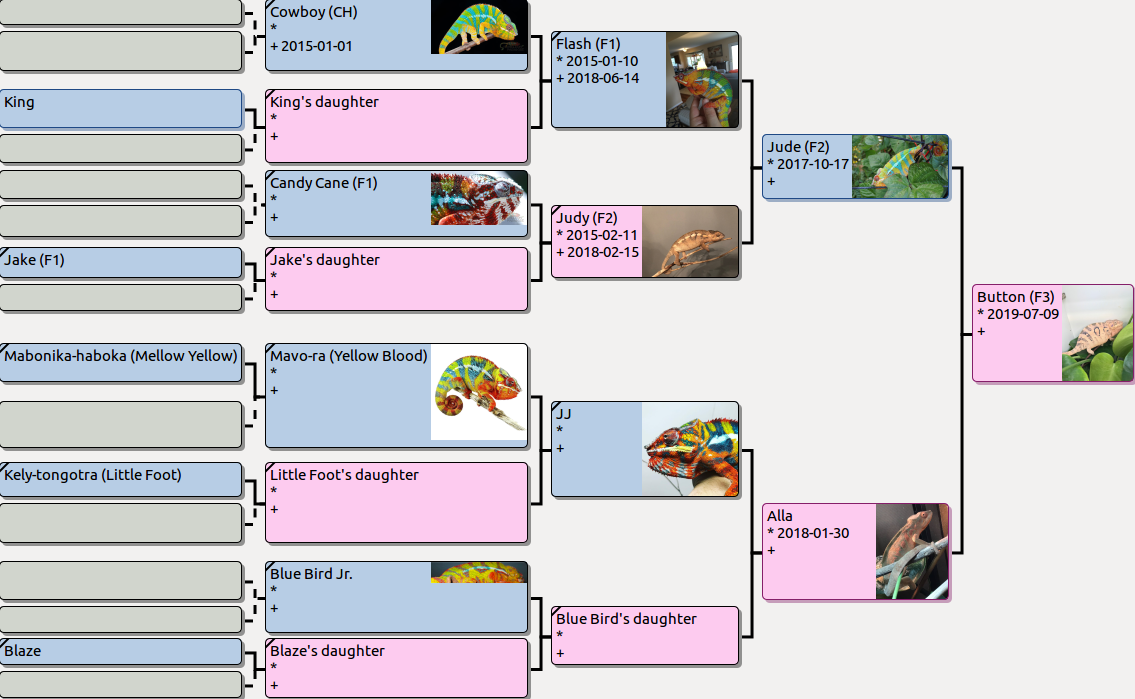 Cowboy (CH)
*
+ 2015-01-01
King
King's daughter
*
+
Candy Cane (F1)
*
+
Jake (F1)
Jake's daughter
*
+
Mabonika-haboka (Mellow Yellow)
Mavo-ra (Yellow Blood)
*
+
Kely-tongotra (Little Foot)
Little Foot's daughter
*
+
Blue Bird Jr.
*
+
Blaze
Blaze's daughter
*
+
Flash (F1)
* 2015-01-10
+ 2018-06-14
Judy (F2)
* 2015-02-11
+ 2018-02-15
JJ
*
+
Blue Bird's daughter
*
+
Jude (F2)
* 2017-10-17
+
Alla
* 2018-01-30
+
Button (F3)
* 2019-07-09
+